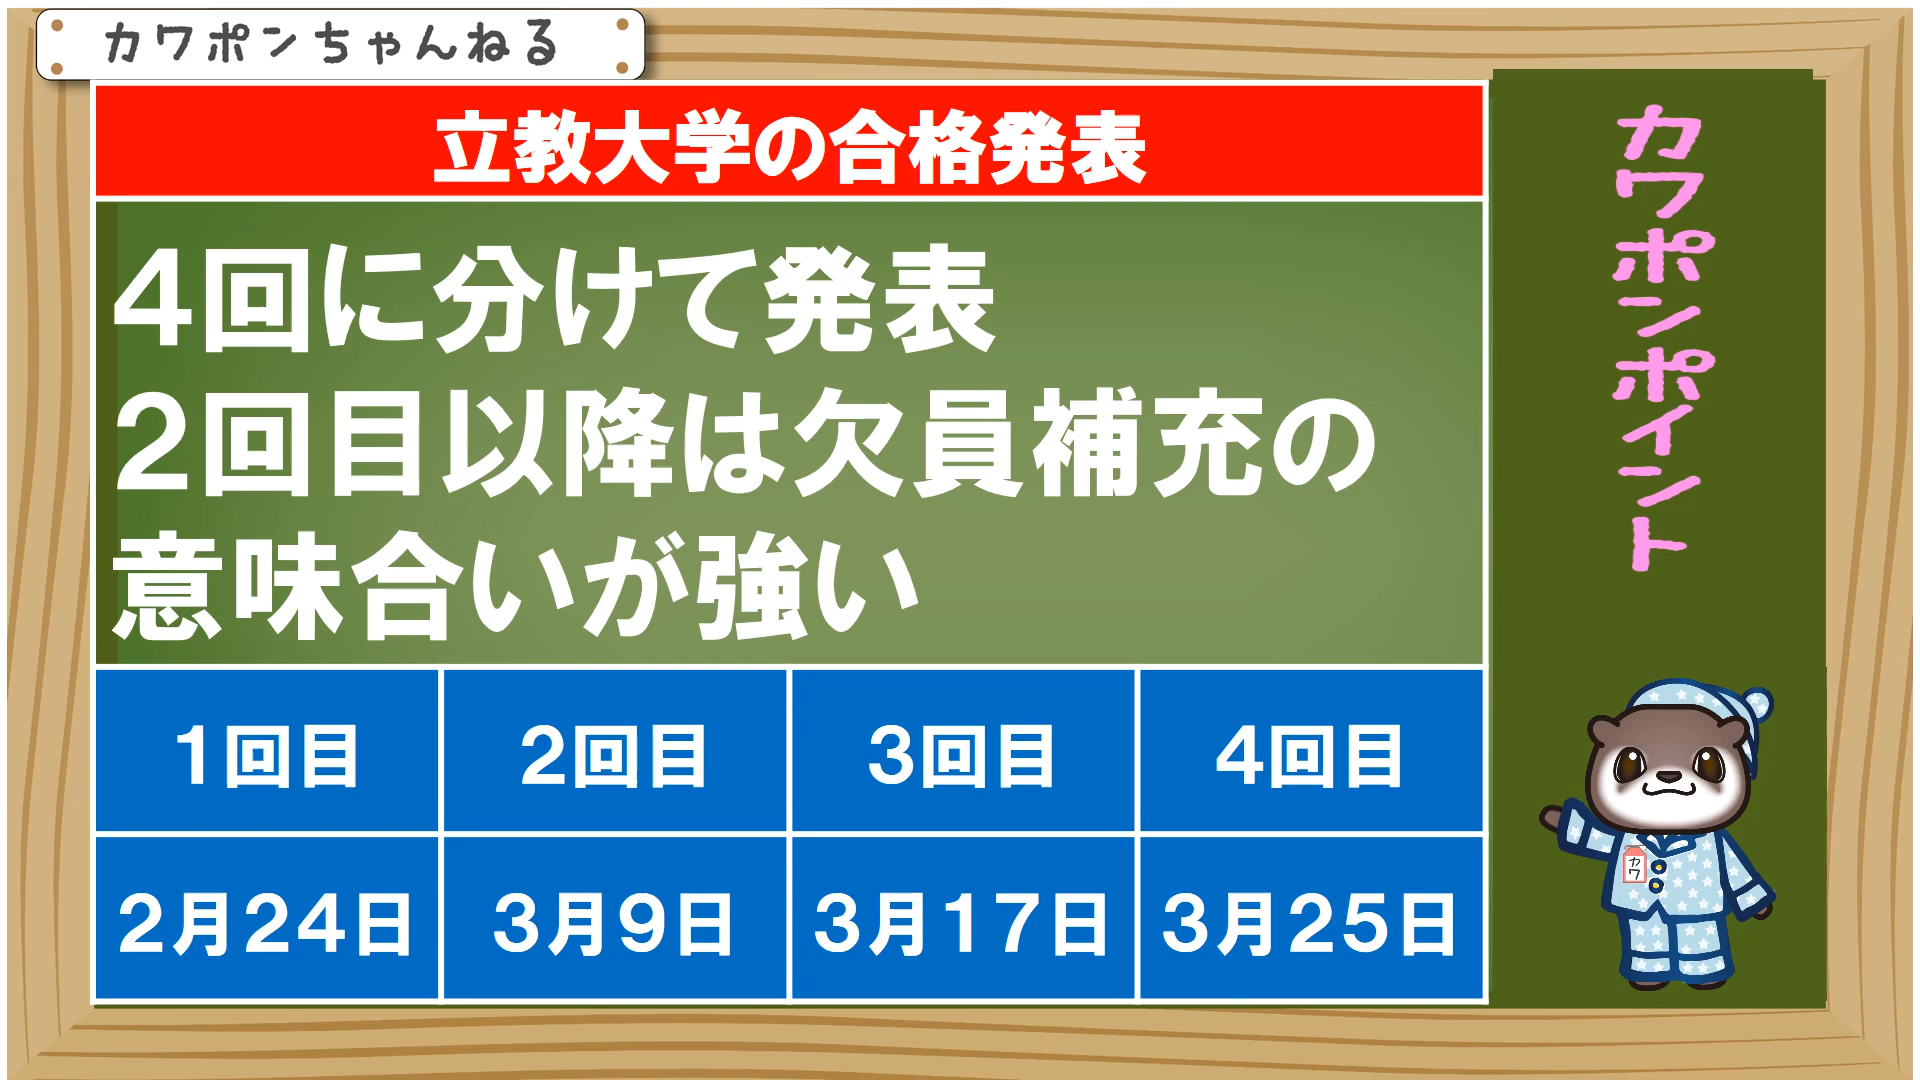 カワポンちゃんねる
立教大学の合格発表
4回に分けて発表
2回目以降は欠員補充の
意味合いが強い
1回目
2回目
3回目
4回目
2月24日
3月9日
3月17日
3月25日
カワポンポイント
カワ